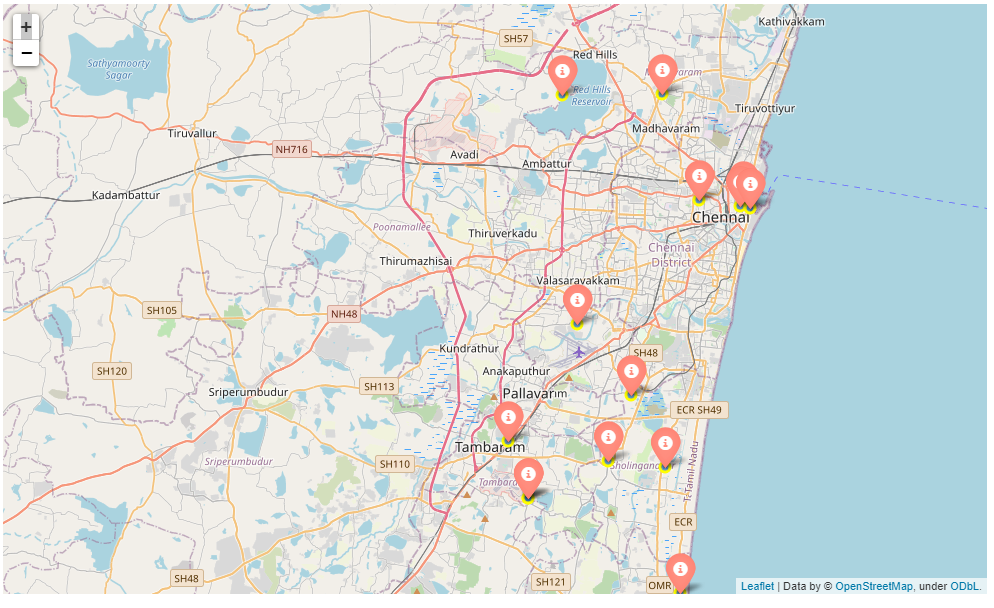 +
−
Kathivakkam
SH57
Red Hills
Sathyamoorty
Sagar
Red Hills
Reservoir
Tiruvottiyur
Tiruvallur
Madhavaram
NH716
Avadi
Ambattur
Kadambattur
Chennai
Poonamallee
Thiruverkadu
Chennai
District
Thirumazhisai
Valasaravakkam
SH105
NH48
Kundrathur
SH48
SH120
Anakaputhur
SH113
Sriperumbudur
Pallavaram
ECR SH49
Tambaram
Sriperumbudur
SH110
Sholingana
Tamba
Tamil Nadu
ECR
SH48
SH121
OMR
Leaflet | Data by © OpenStreetMap, under ODbL.